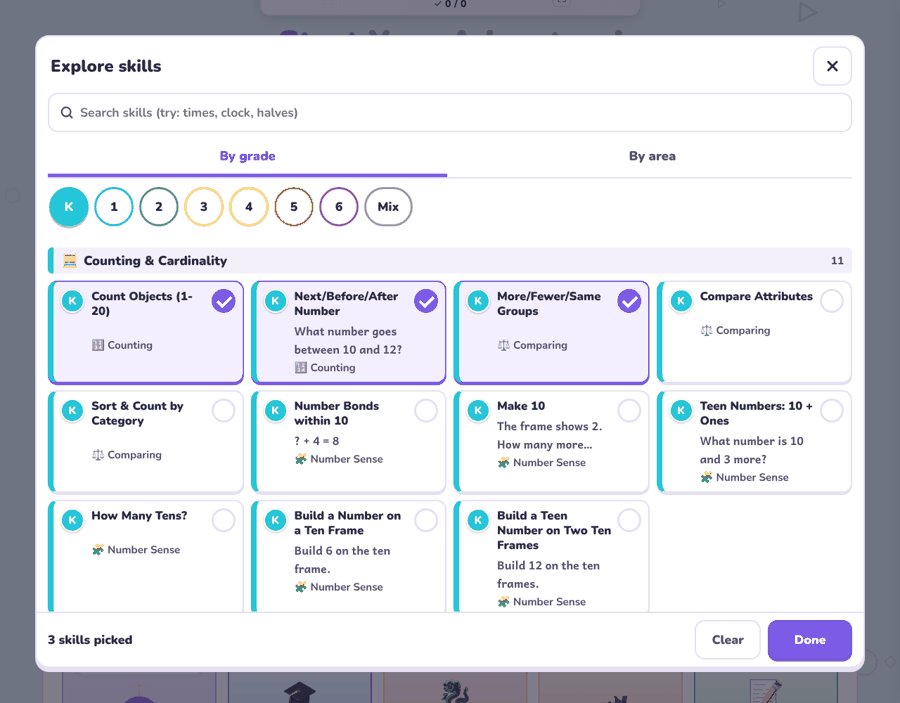 ✓ 0 / 0
Explore skills
Search skills (try: times, clock, halves)
By grade
By area
K
1
2
3
4
5
6
Mix
Counting & Cardinality
11
K
Count Objects (1-
20)
Counting
K
Next/Before/After
Number
What number goes
between 10 and 12?
Counting
K
More/Fewer/Same
Groups
Comparing
K
Compare Attributes
Comparing
K
Sort & Count by
Category
Comparing
K
Number Bonds
within 10
? + 4 = 8
Number Sense
K
Make 10
The frame shows 2.
How many more...
Number Sense
K
Teen Numbers: 10 +
Ones
What number is 10
and 3 more?
Number Sense
K
How Many Tens?
Number Sense
K
Build a Number on
a Ten Frame
Build 6 on the ten
frame.
Number Sense
K
Build a Teen
Number on Two Ten
Frames
Build 12 on the ten
frames.
Number Sense
3 skills picked
Clear
Done